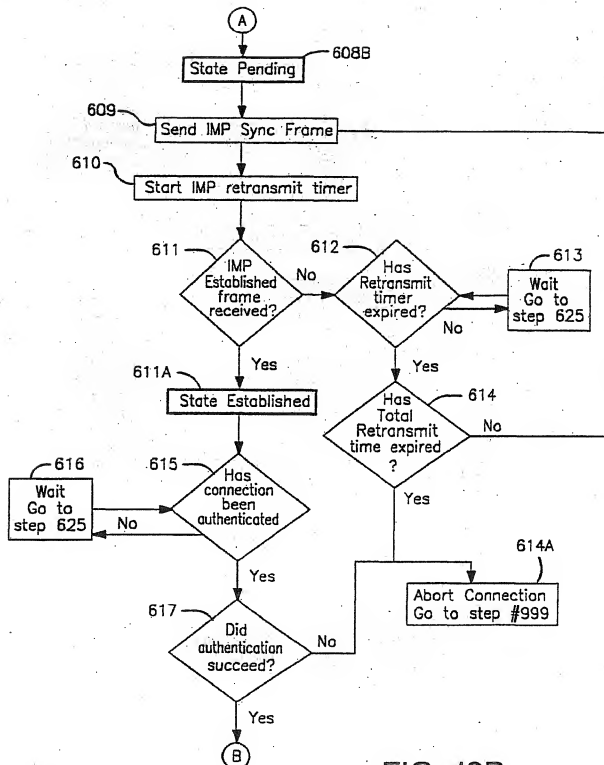 A
608B
State Pending
609
Send IMP Sync Frame
610
Start IMP retransmit timer
611
IMP
Established
frame
received?
No
Yes
612
Has
Retransmit
timer
expired?
No
Yes
613
Wait
Go to
step 625
611A
State Established
614
Has
Total
Retransmit
time expired
?
No
Yes
616
Wait
Go to
step 625
615
Has
connection
been
authenticated
No
Yes
614A
Abort Connection
Go to step #999
617
Did
authentication
succeed?
No
Yes
B